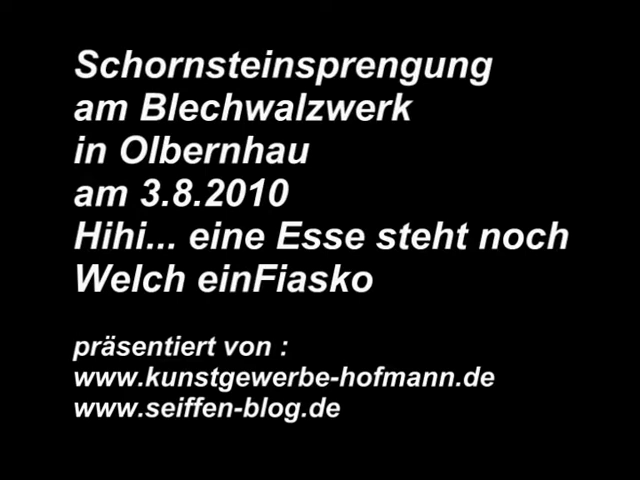 Schornsteinsprengung
am Blechwalzwerk
in Olbernhau
am 3.8.2010
Hihi... eine Esse steht noch
Welch einFiasko
präsentiert von :
www.kunstgewerbe-hofmann.de
www.seiffen-blog.de